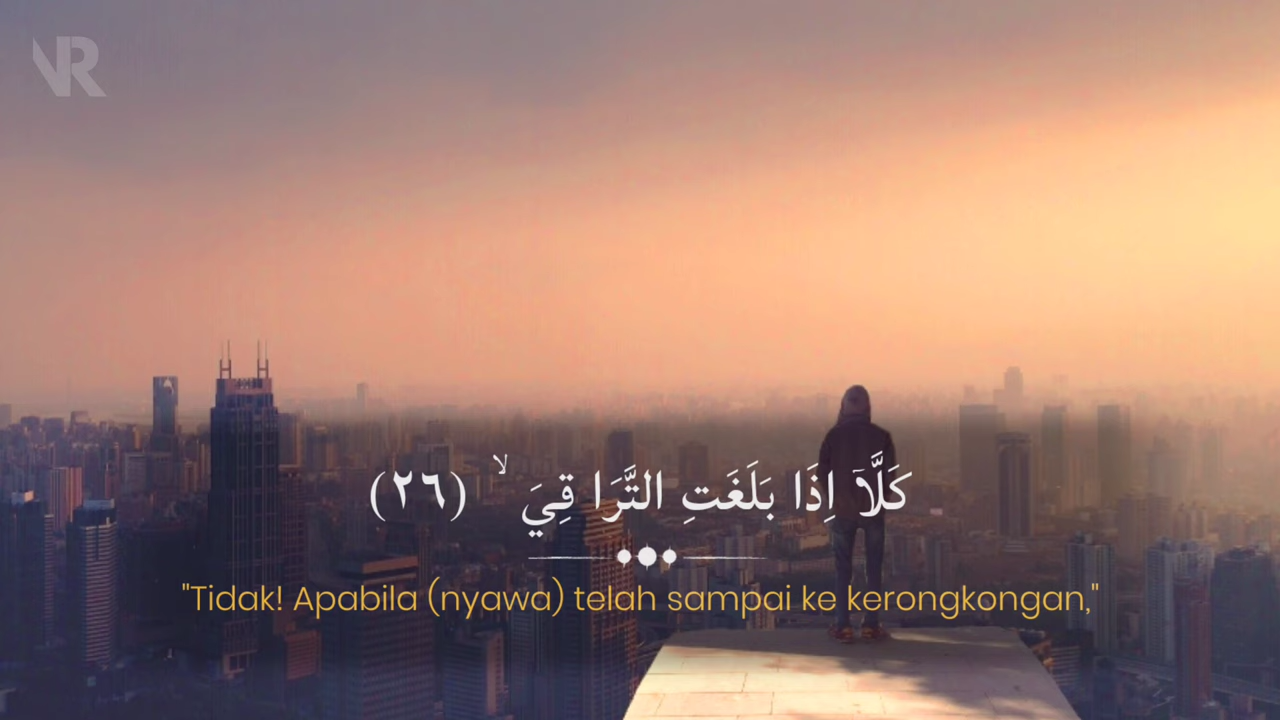 VR
كَلَّآ اِذَا بَلَغَتِ التَّرَا قِيَ ۙ (٢٦)
"Tidak! Apabila (nyawa) telah sampai ke kerongkongan,"